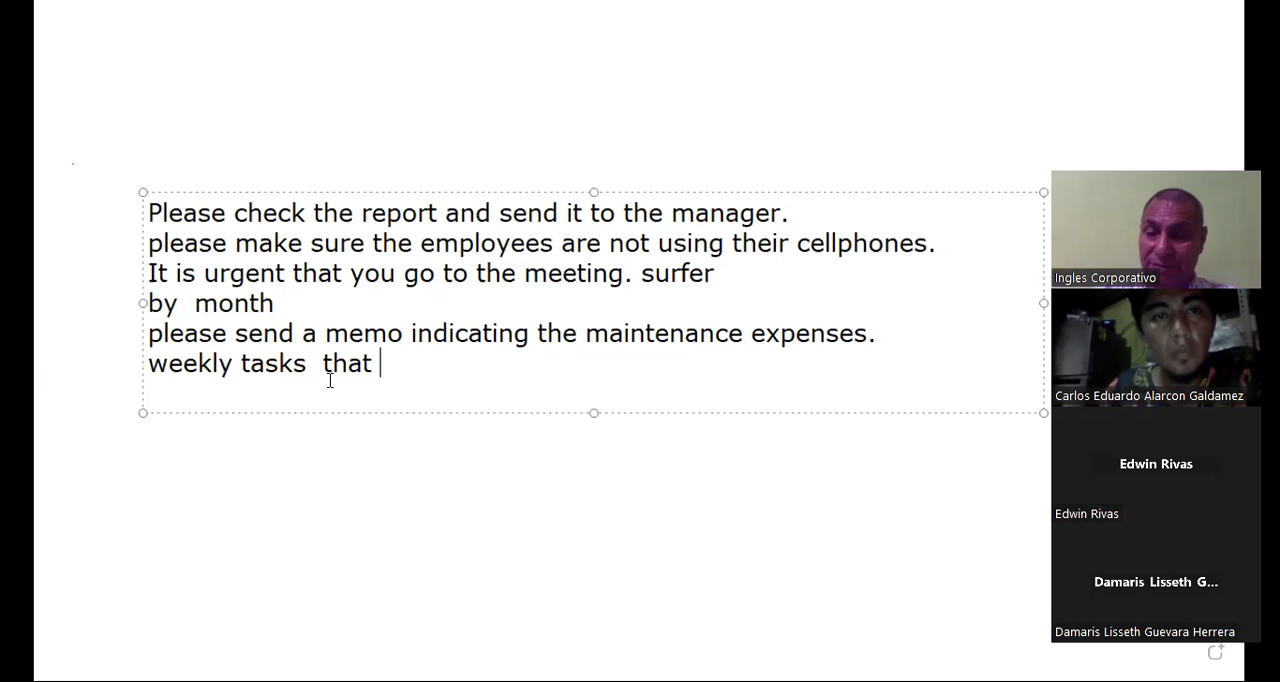 Please check the report and send it to the manager.
please make sure the employees are not using their cellphones.
It is urgent that you go to the meeting. surfer
by  month
please send a memo indicating the maintenance expenses.
weekly tasks  that
Ingles Corporativo
Carlos Eduardo Alarcon Galdamez
Edwin Rivas
Edwin Rivas
Damaris Lisseth G...
Damaris Lisseth Guevara Herrera